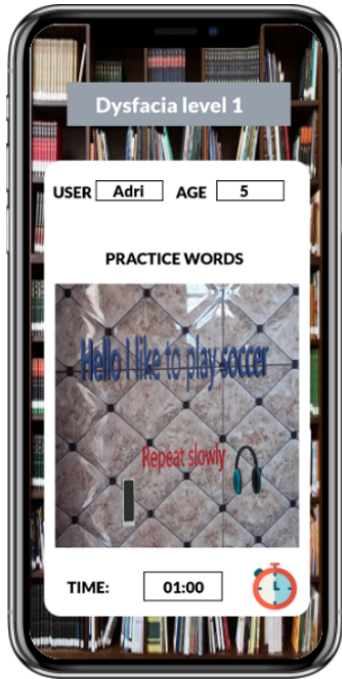 Dysfacia level 1
USER Adri AGE 5
PRACTICE WORDS
Hello I like to play soccer
Repeat slowly
TIME: 01:00